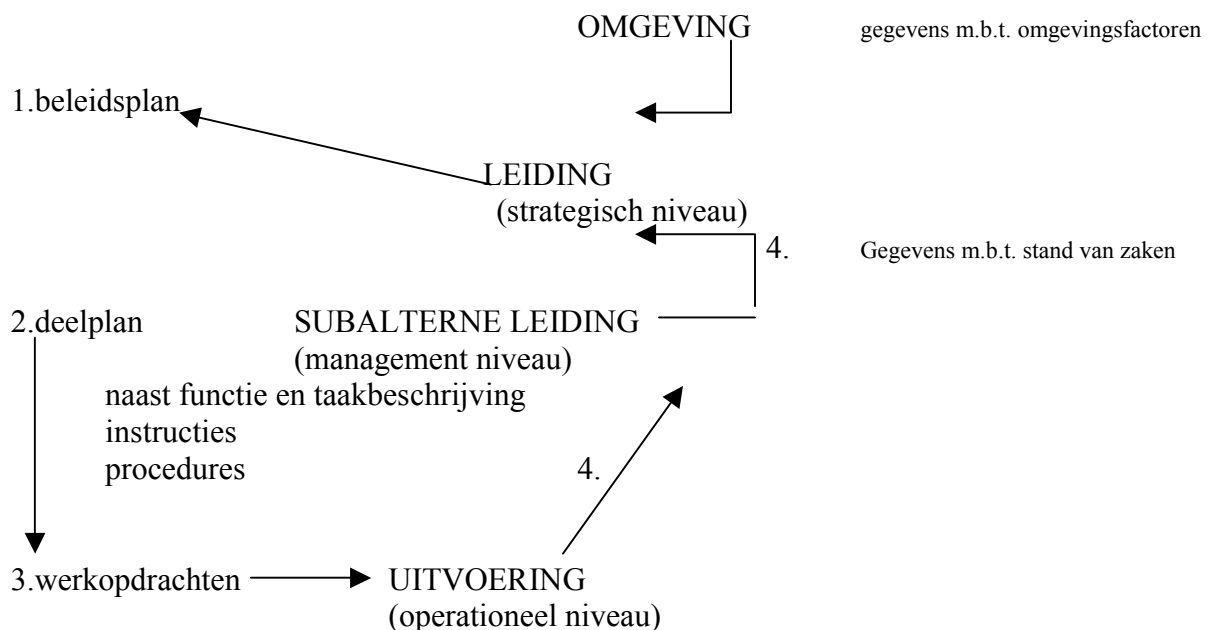 OMGEVING gegevens m.b.t. omgevingsfactoren
1.beleidsplan
LEIDING
(strategisch niveau)
4. Gegevens m.b.t. stand van zaken
2.deelplan SUBALTERNE LEIDING
(management niveau)
naast functie en taakbeschrijving
instructies
procedures 4.
3.werkopdrachten UITVOERING
(operationeel niveau)